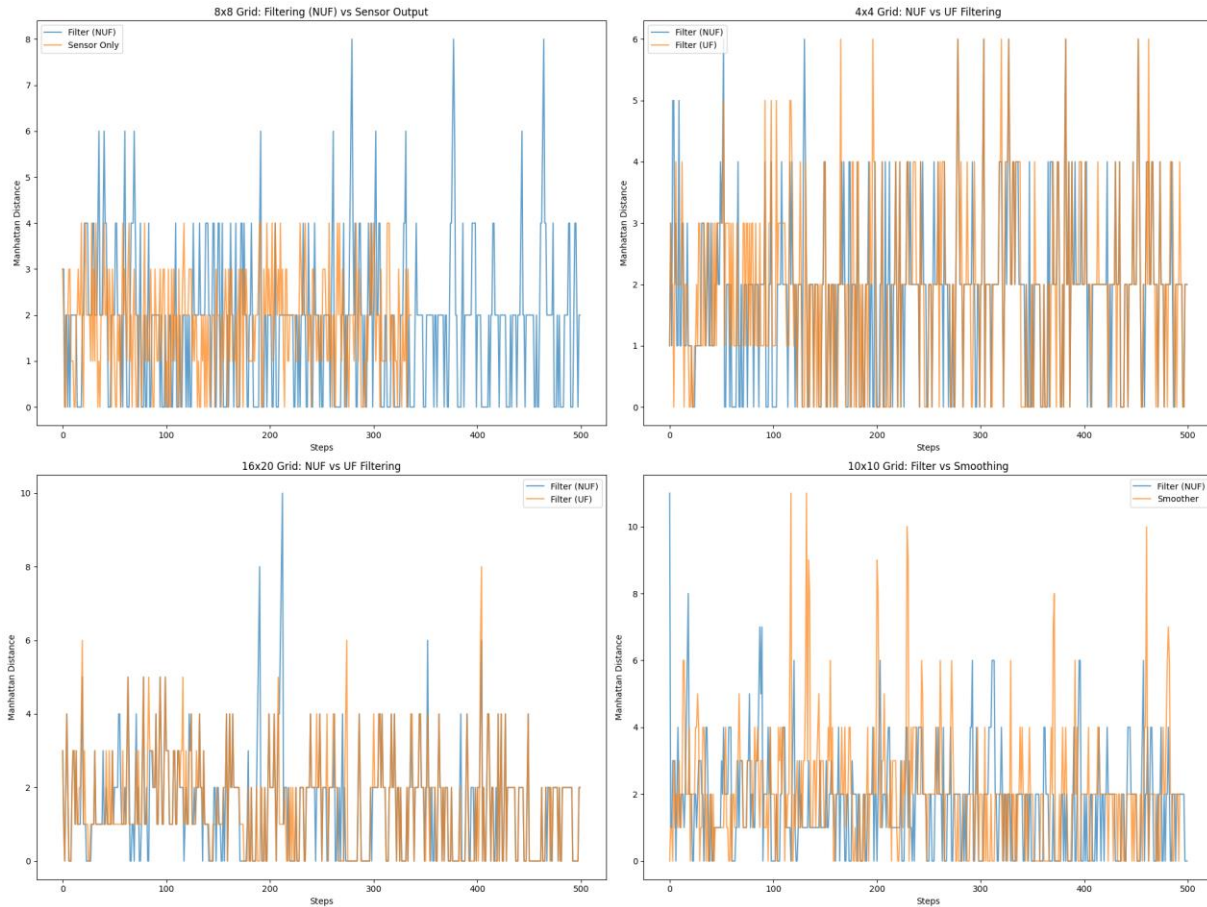 8x8 Grid: Filtering (NUF) vs Sensor Output
Filter (NUF)
Sensor Only
Manhattan Distance
8
7
6
5
4
3
2
1
0
0 100 200 300 400 500
Steps
4x4 Grid: NUF vs UF Filtering
Filter (NUF)
Filter (UF)
Manhattan Distance
6
5
4
3
2
1
0
0 100 200 300 400 500
Steps
16x20 Grid: NUF vs UF Filtering
Filter (NUF)
Filter (UF)
Manhattan Distance
10
8
6
4
2
0
0 100 200 300 400 500
Steps
10x10 Grid: Filter vs Smoothing
Filter (NUF)
Smoother
Manhattan Distance
10
8
6
4
2
0
0 100 200 300 400 500
Steps